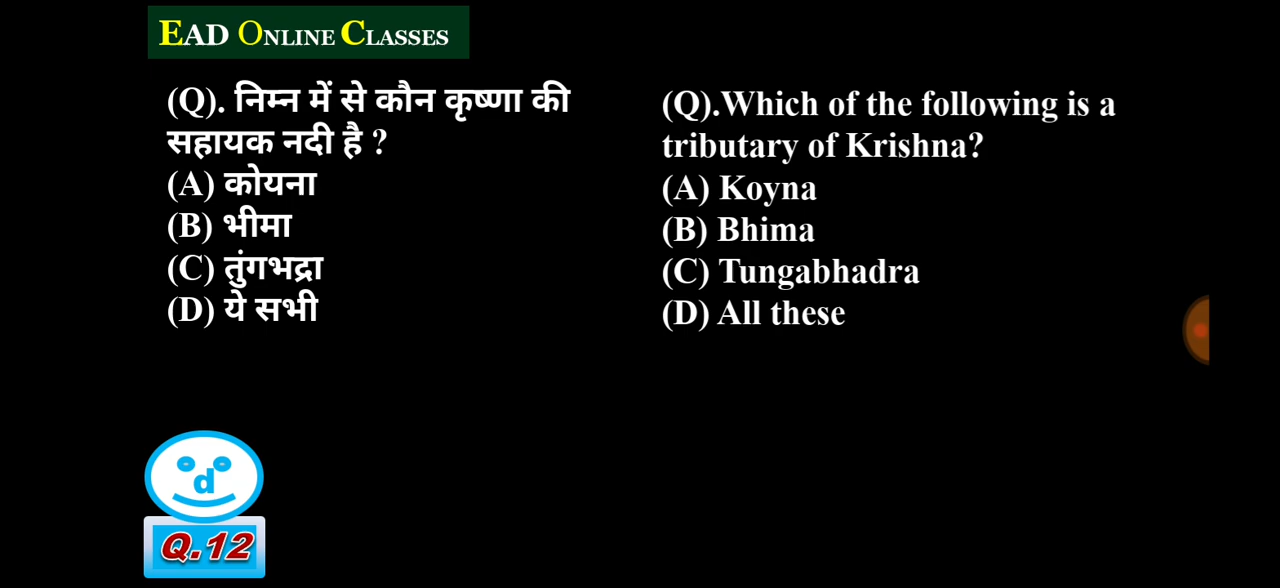 EAD ONLINE CLASSES
(Q). निम्न में से कौन कृष्णा की
सहायक नदी है ?
(A) कोयना
(B) भीमा
(C) तुंगभद्रा
(D) ये सभी
(Q).Which of the following is a
tributary of Krishna?
(A) Koyna
(B) Bhima
(C) Tungabhadra
(D) All these
d
Q.12